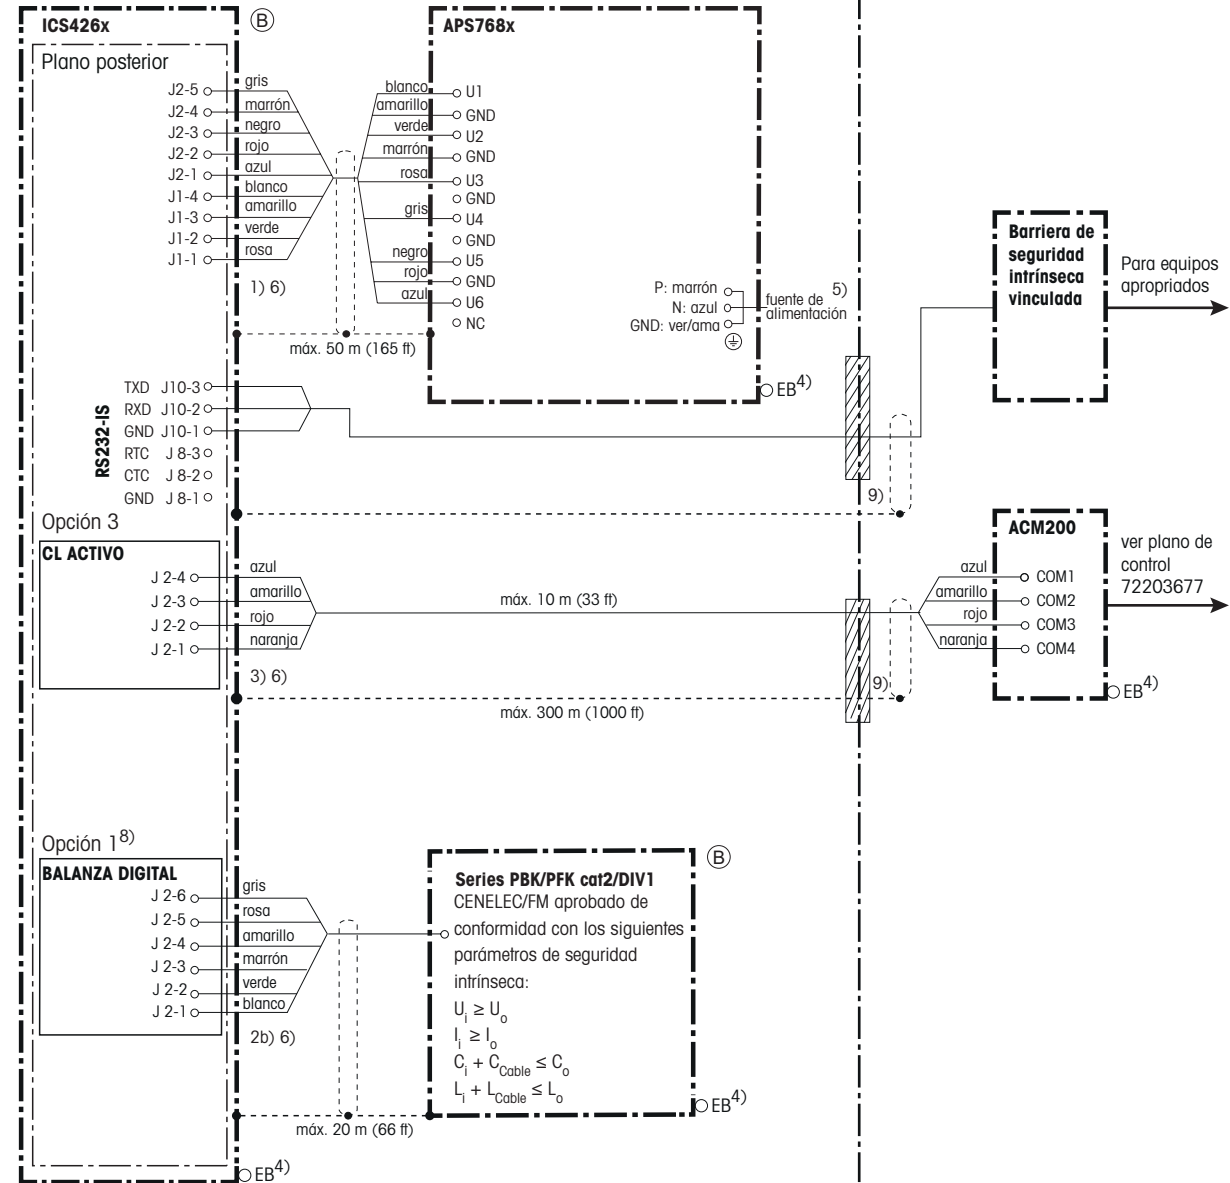 ICS426x
B
Plano posterior
J2-5 gris
J2-4 marrón
J2-3 negro
J2-2 rojo
J2-1 azul
J1-4 blanco
J1-3 amarillo
J1-2 verde
J1-1 rosa
1) 6)
máx. 50 m (165 ft)
APS768x
blanco U1
amarillo GND
verde U2
marrón GND
rosa U3
GND
gris U4
GND
negro U5
rojo GND
azul U6
NC
P: marrón
N: azul
GND: ver/ama
fuente de
alimentación
5)
EB4)
RS232-IS
TXD J10-3
RXD J10-2
GND J10-1
RTC J 8-3
CTC J 8-2
GND J 8-1
9)
Barriera de
seguridad
intrínseca
vinculada
Para equipos
apropriados
Opción 3
CL ACTIVO
J 2-4 azul
J 2-3 amarillo
J 2-2 rojo
J 2-1 naranja
3) 6)
máx. 10 m (33 ft)
máx. 300 m (1000 ft)
9)
ACM200
azul COM1
amarillo COM2
rojo COM3
naranja COM4
EB4)
ver plano de
control
72203677
Opción 18)
BALANZA DIGITAL
J 2-6 gris
J 2-5 rosa
J 2-4 amarillo
J 2-3 marrón
J 2-2 verde
J 2-1 blanco
2b) 6)
máx. 20 m (66 ft)
EB4)
B
Series PBK/PFK cat2/DIV1
CENELEC/FM aprobado de
conformidad con los siguientes
parámetros de seguridad
intrínseca:
Ui ≥ Uo
Ii ≥ Io
Ci + CCable ≤ Co
Li + LCable ≤ Lo
EB4)